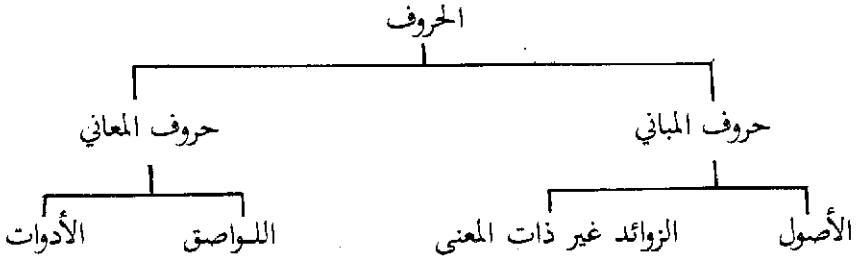 الحروف
حروف المباني حروف المعاني
الأصول الزوائد غير ذات المعنى اللواصق الأدوات